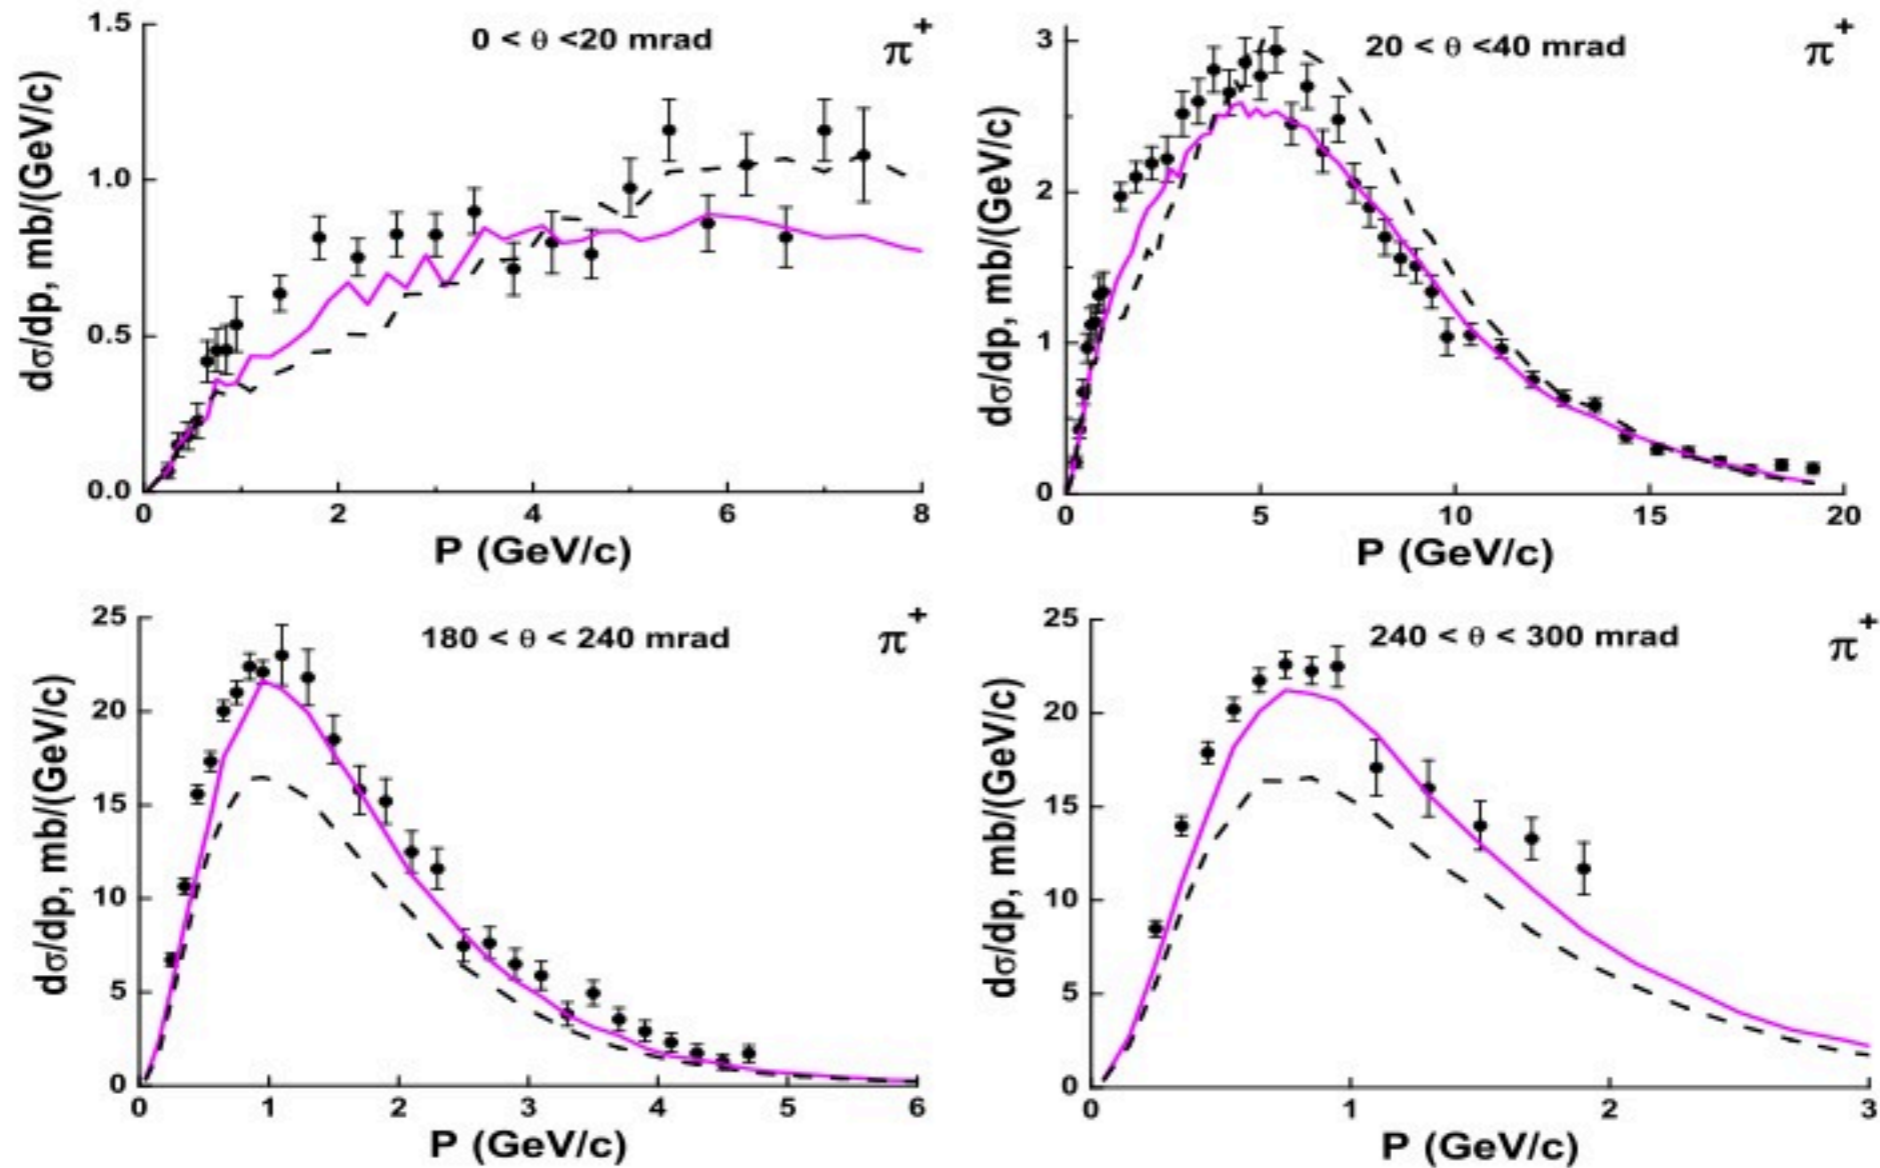 0 < θ <20 mrad
π+
dσ/dp, mb/(GeV/c)
1.5
1.0
0.5
0.0
0 2 4 6 8
P (GeV/c)
20 < θ <40 mrad
π+
dσ/dp, mb/(GeV/c)
3
2
1
0
0 5 10 15 20
P (GeV/c)
180 < θ < 240 mrad
π+
dσ/dp, mb/(GeV/c)
25
20
15
10
5
0
0 1 2 3 4 5 6
P (GeV/c)
240 < θ < 300 mrad
π+
dσ/dp, mb/(GeV/c)
25
20
15
10
5
0
0 1 2 3
P (GeV/c)